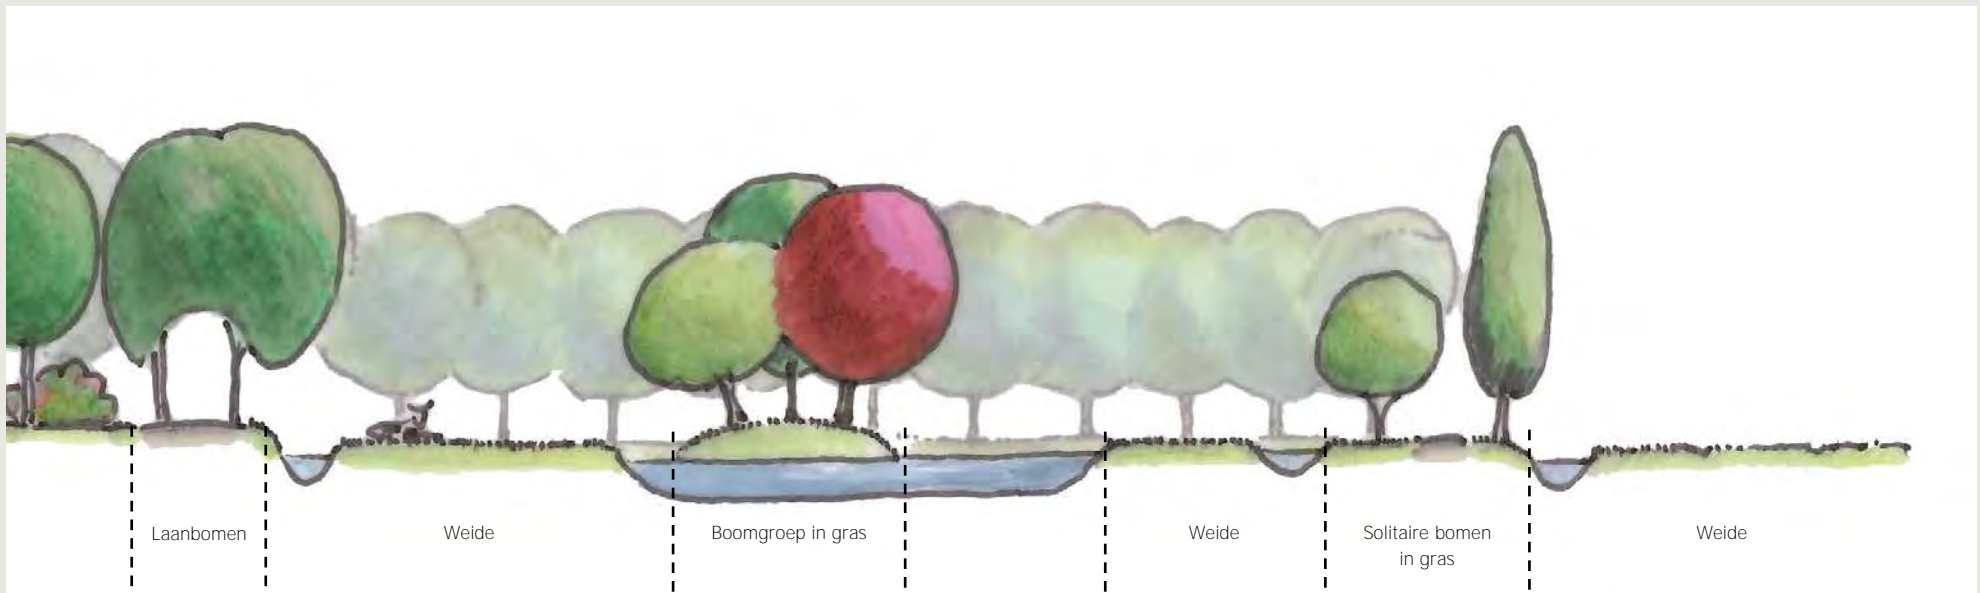 Laanbomen
Weide
Boomgroep in gras
Weide
Solitaire bomen
in gras
Weide